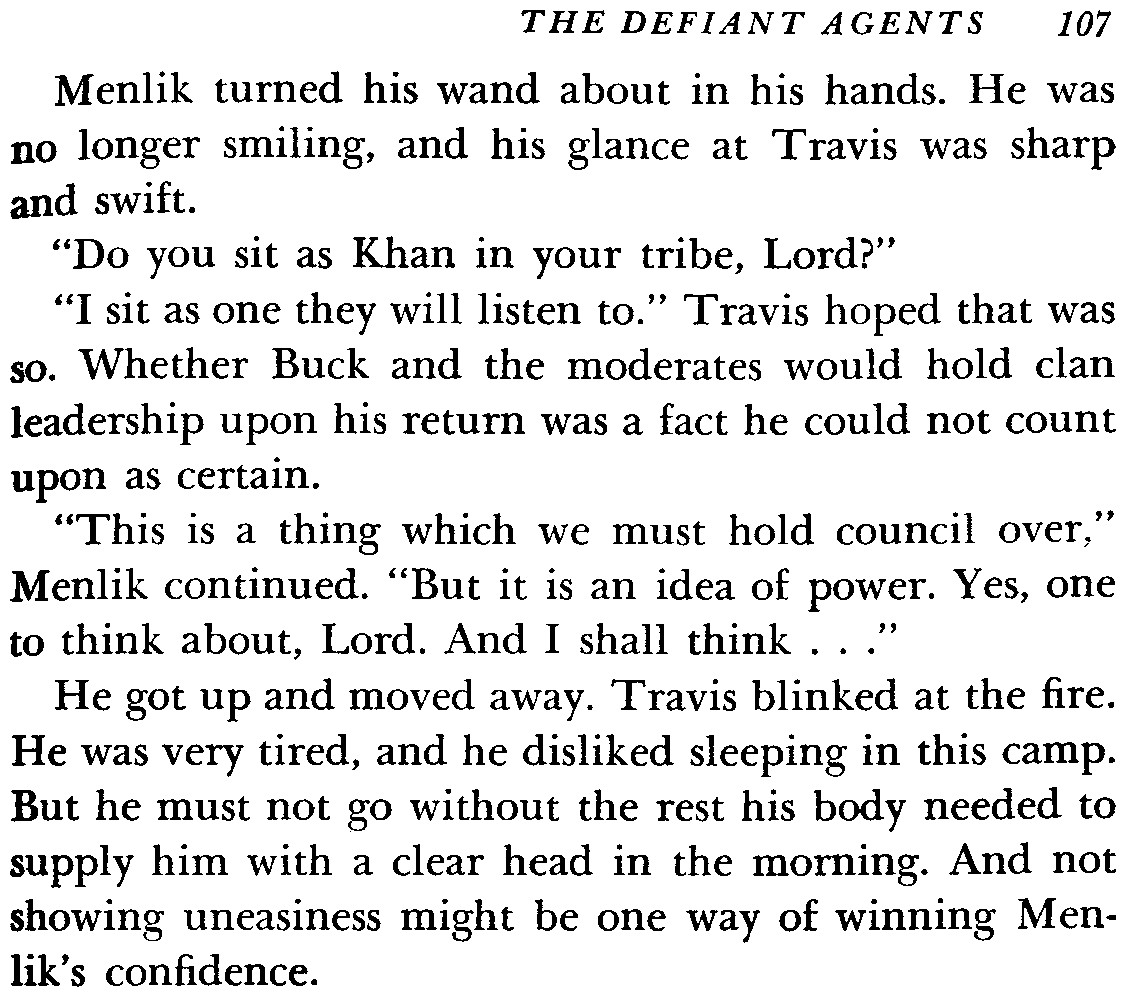 THE DEFIANT AGENTS 107
Menlik turned his wand about in his hands. He was
no longer smiling, and his glance at Travis was sharp
and swift.
“Do you sit as Khan in your tribe, Lord?”
“I sit as one they will listen to.” Travis hoped that was
so. Whether Buck and the moderates would hold clan
leadership upon his return was a fact he could not count
upon as certain.
“This is a thing which we must hold council over,”
Menlik continued. “But it is an idea of power. Yes, one
to think about, Lord. And I shall think . . .”
He got up and moved away. Travis blinked at the fire.
He was very tired, and he disliked sleeping in this camp.
But he must not go without the rest his body needed to
supply him with a clear head in the morning. And not
showing uneasiness might be one way of winning Men-
lik’s confidence.